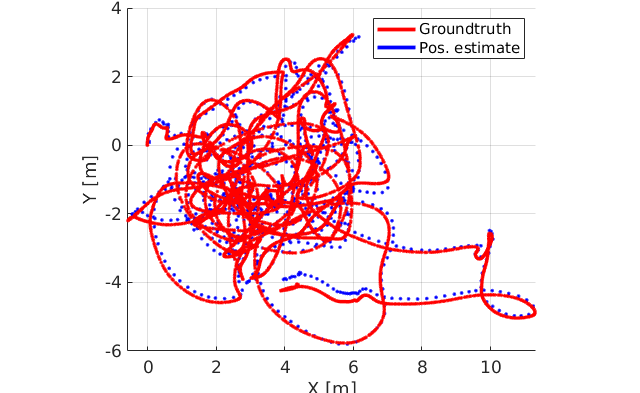 4
Groundtruth
Pos. estimate
2
0
Y [m]
-2
-4
-6
0 2 4 6 8 10
X [m]